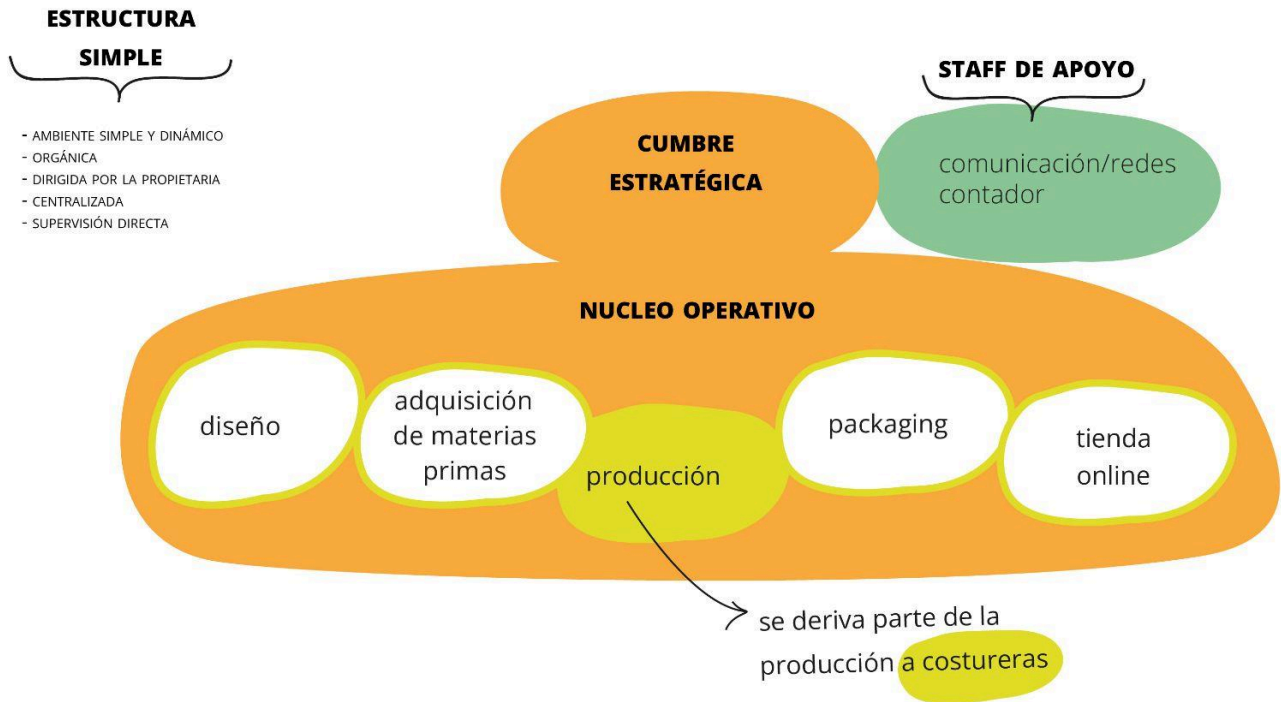 ESTRUCTURA
SIMPLE
- AMBIENTE SIMPLE Y DINÁMICO
- ORGÁNICA
- DIRIGIDA POR LA PROPIETARIA
- CENTRALIZADA
- SUPERVISIÓN DIRECTA
STAFF DE APOYO
comunicación/redes
contador
CUMBRE
ESTRATÉGICA
NUCLEO OPERATIVO
diseño
adquisición
de materias
primas
producción
packaging
tienda
online
se deriva parte de la
producción a costureras